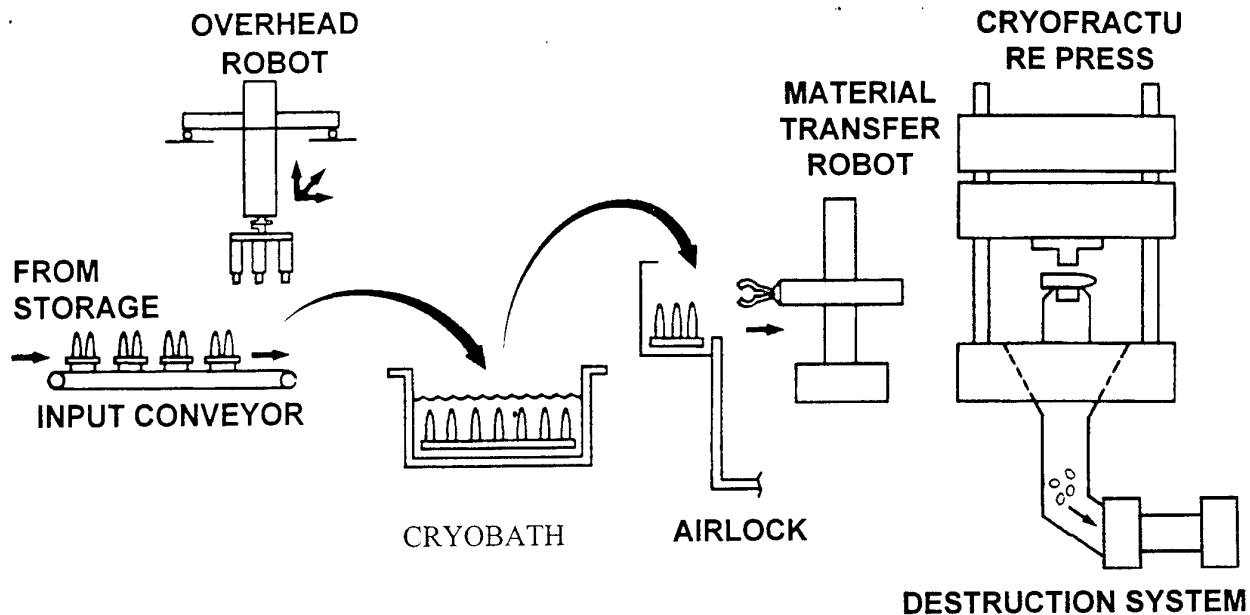 OVERHEAD
ROBOT
CRYOFRACTU
RE PRESS
MATERIAL
TRANSFER
ROBOT
FROM
STORAGE
INPUT CONVEYOR
CRYOBATH
AIRLOCK
DESTRUCTION SYSTEM